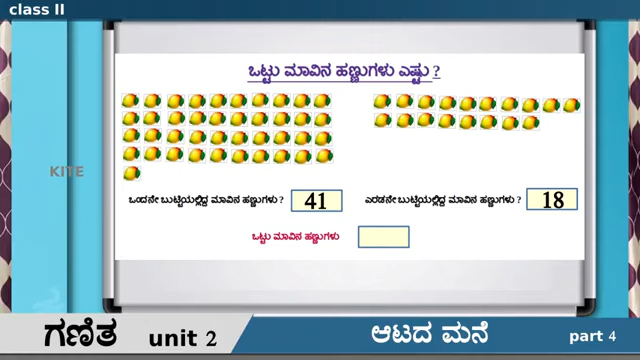 class II
ಒಟ್ಟು ಮಾವಿನ ಹಣ್ಣುಗಳು ಎಷ್ಟು ?
KITE
ಒಂದನೇ ಬುಟ್ಟಿಯಲ್ಲಿದ್ದ ಮಾವಿನ ಹಣ್ಣುಗಳು ? 41
ಎರಡನೇ ಬುಟ್ಟಿಯಲ್ಲಿದ್ದ ಮಾವಿನ ಹಣ್ಣುಗಳು ? 18
ಒಟ್ಟು ಮಾವಿನ ಹಣ್ಣುಗಳು
ಗಣಿತ unit 2
ಆಟದ ಮನೆ
part 4